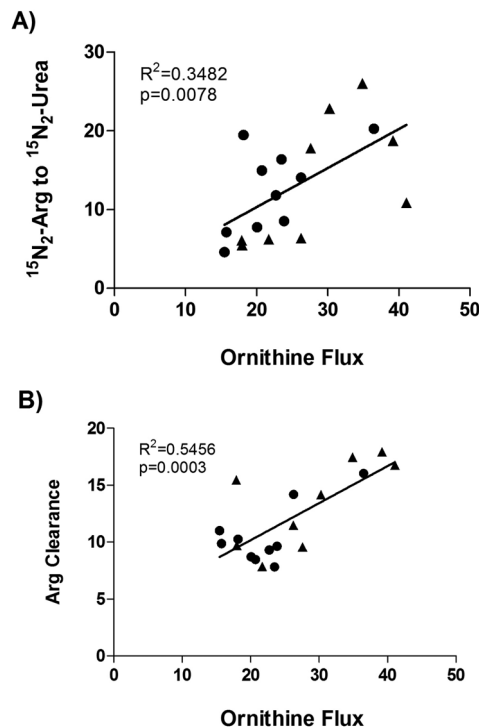 A)
R²=0.3482
p=0.0078
¹⁵N₂-Arg to ¹⁵N₂-Urea
30
20
10
0
0 10 20 30 40 50
Ornithine Flux
B)
R²=0.5456
p=0.0003
Arg Clearance
20
15
10
5
0
0 10 20 30 40 50
Ornithine Flux